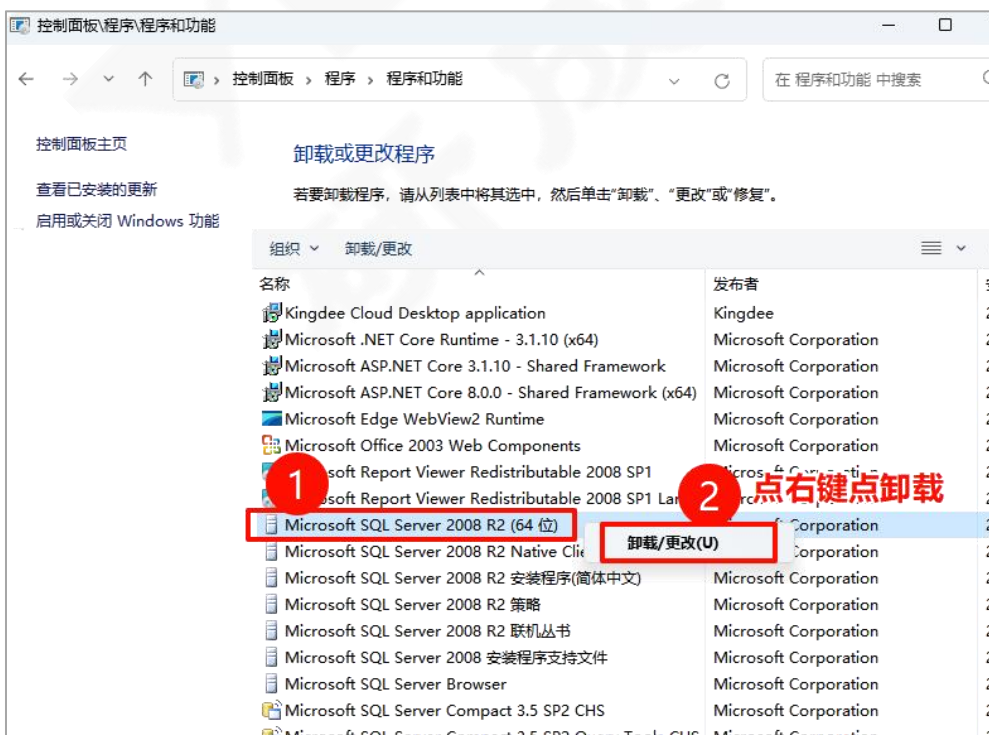 控制面板\程序\程序和功能
控制面板 › 程序 › 程序和功能
在 程序和功能 中搜索
控制面板主页
查看已安装的更新
启用或关闭 Windows 功能
卸载或更改程序
若要卸载程序，请从列表中将其选中，然后单击“卸载”、“更改”或“修复”。
组织 卸载/更改
名称 发布者
Kingdee Cloud Desktop application Kingdee
Microsoft .NET Core Runtime - 3.1.10 (x64) Microsoft Corporation
Microsoft ASP.NET Core 3.1.10 - Shared Framework Microsoft Corporation
Microsoft ASP.NET Core 8.0.0 - Shared Framework (x64) Microsoft Corporation
Microsoft Edge WebView2 Runtime Microsoft Corporation
Microsoft Office 2003 Web Components Microsoft Corporation
Report Viewer Redistributable 2008 SP1
Report Viewer Redistributable 2008 SP1
1
2 点右键点卸载
Microsoft SQL Server 2008 R2 (64 位) Corporation
卸载/更改(U)
Microsoft SQL Server 2008 R2 Native Microsoft Corporation
Microsoft SQL Server 2008 R2 安装程序(简体中文) Microsoft Corporation
Microsoft SQL Server 2008 R2 策略 Microsoft Corporation
Microsoft SQL Server 2008 R2 联机丛书 Microsoft Corporation
Microsoft SQL Server 2008 安装程序支持文件 Microsoft Corporation
Microsoft SQL Server Browser Microsoft Corporation
Microsoft SQL Server Compact 3.5 SP2 CHS Microsoft Corporation